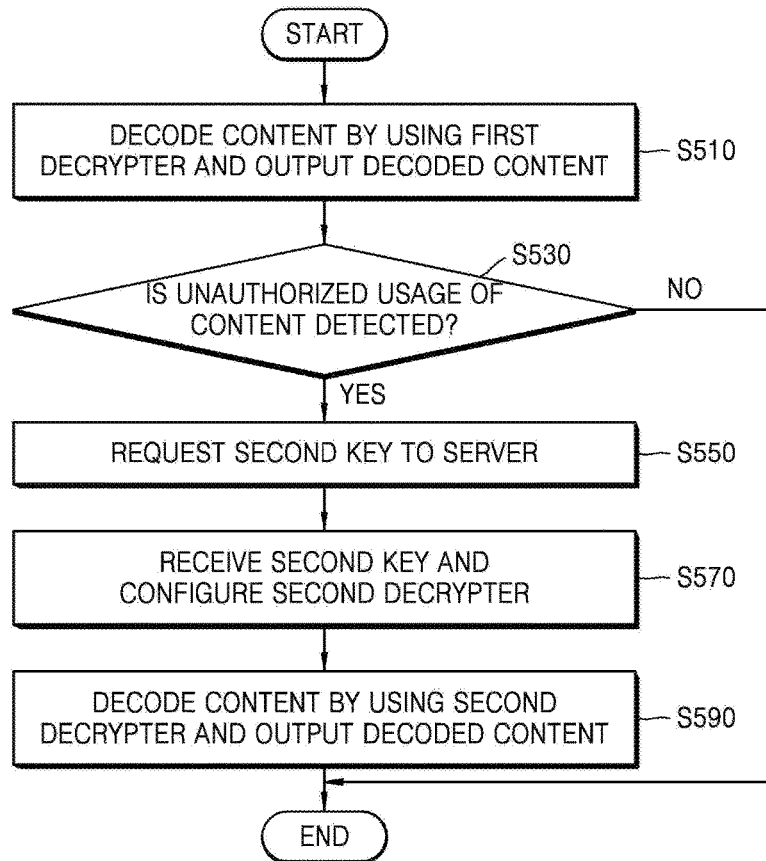 START
DECODE CONTENT BY USING FIRST
DECRYPTER AND OUTPUT DECODED CONTENT
S510
S530
IS UNAUTHORIZED USAGE OF
CONTENT DETECTED?
NO
YES
REQUEST SECOND KEY TO SERVER
S550
RECEIVE SECOND KEY AND
CONFIGURE SECOND DECRYPTER
S570
DECODE CONTENT BY USING SECOND
DECRYPTER AND OUTPUT DECODED CONTENT
S590
END